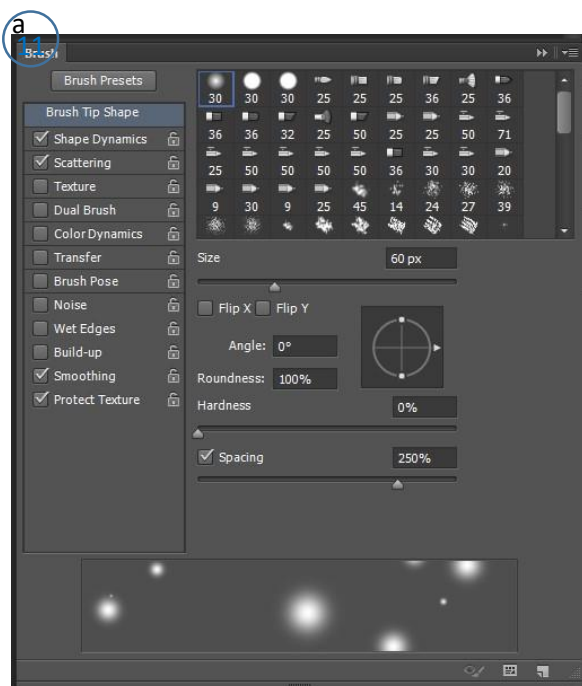 a
11
Brush
Brush Presets
30 30 30 25 25 25 36 25 36
Brush Tip Shape
36 36 32 25 50 25 25 50 71
Shape Dynamics
Scattering
25 50 50 50 50 36 30 30 20
Texture
9 30 9 25 45 14 24 27 39
Dual Brush
Color Dynamics
Transfer
Size 60 px
Brush Pose
Noise
Flip X Flip Y
Wet Edges
Angle: 0°
Build-up
Smoothing
Roundness: 100%
Protect Texture
Hardness 0%
Spacing 250%